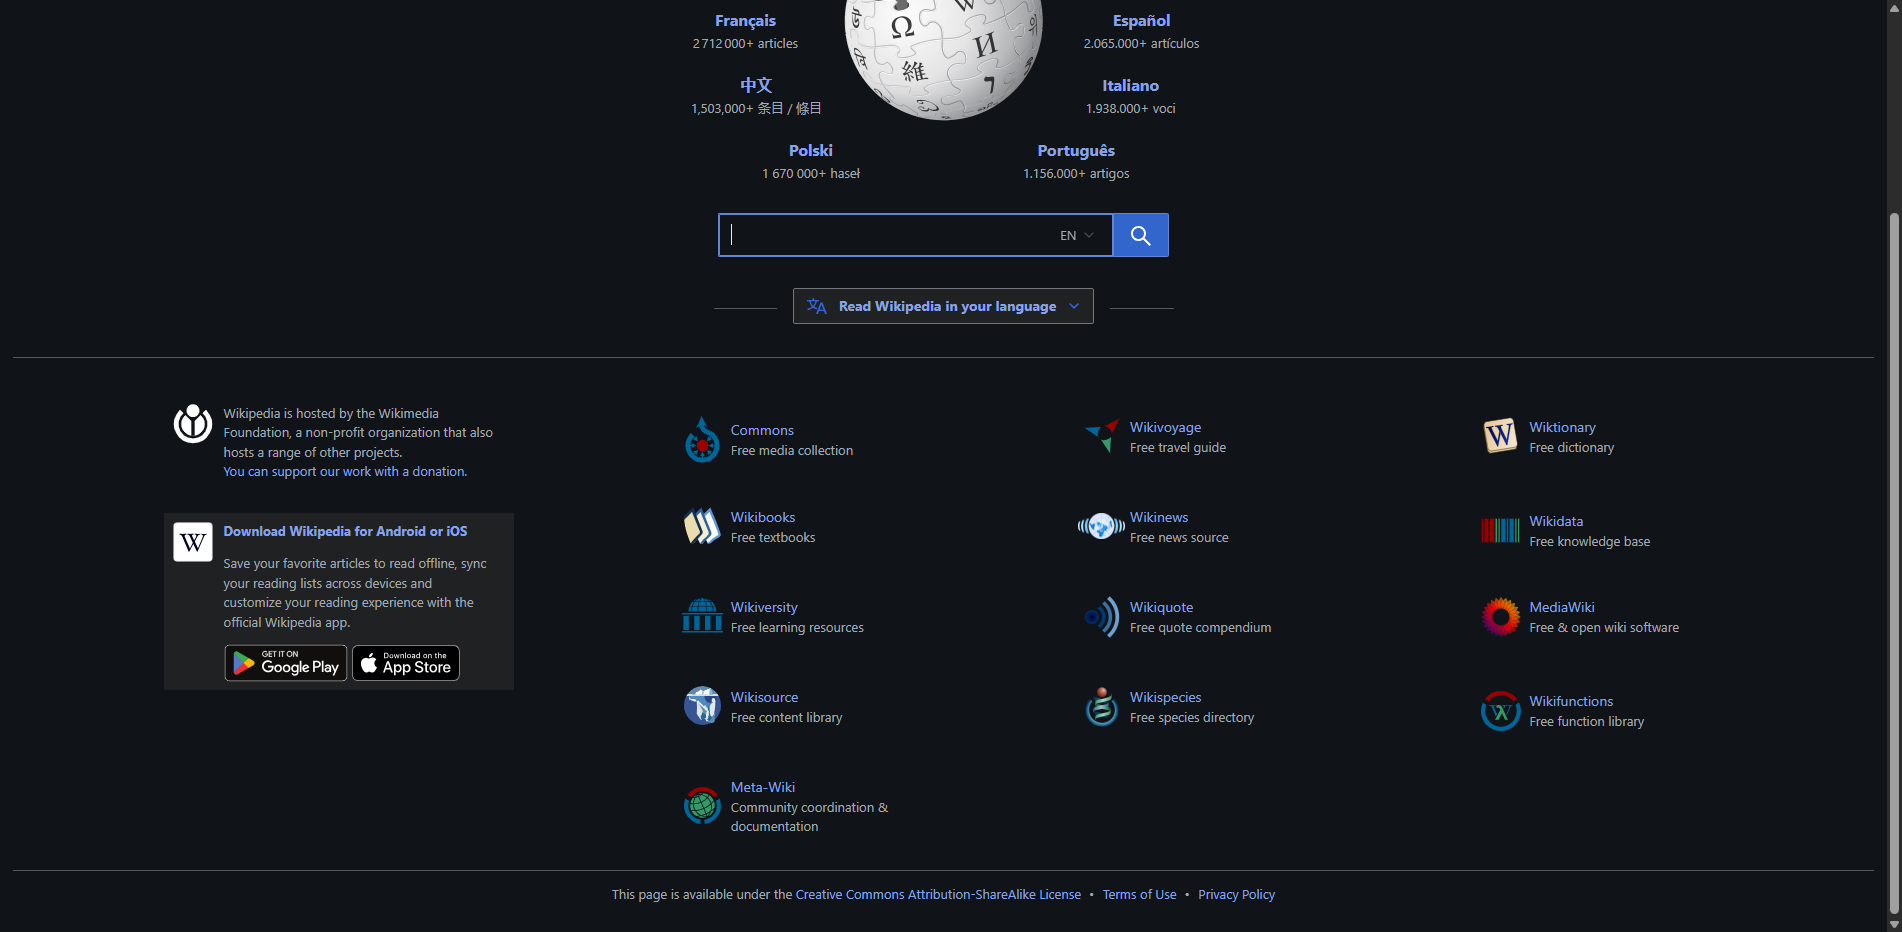 Français
2 712 000+ articles
Español
2.065.000+ artículos
中文
1,503,000+ 条目 / 條目
Italiano
1.938.000+ voci
Polski
1 670 000+ haseł
Português
1.156.000+ artigos
Ω
W
И
維
EN
Read Wikipedia in your language
Wikipedia is hosted by the Wikimedia
Foundation, a non-profit organization that also
hosts a range of other projects.
You can support our work with a donation.
W
Download Wikipedia for Android or iOS
Save your favorite articles to read offline, sync
your reading lists across devices and
customize your reading experience with the
official Wikipedia app.
GET IT ON
Google Play
Download on the
App Store
Commons
Free media collection
Wikivoyage
Free travel guide
W
Wiktionary
Free dictionary
Wikibooks
Free textbooks
Wikinews
Free news source
Wikidata
Free knowledge base
Wikiversity
Free learning resources
Wikiquote
Free quote compendium
MediaWiki
Free & open wiki software
Wikisource
Free content library
Wikispecies
Free species directory
Wikifunctions
Free function library
Meta-Wiki
Community coordination &
documentation
This page is available under the Creative Commons Attribution-ShareAlike License • Terms of Use • Privacy Policy